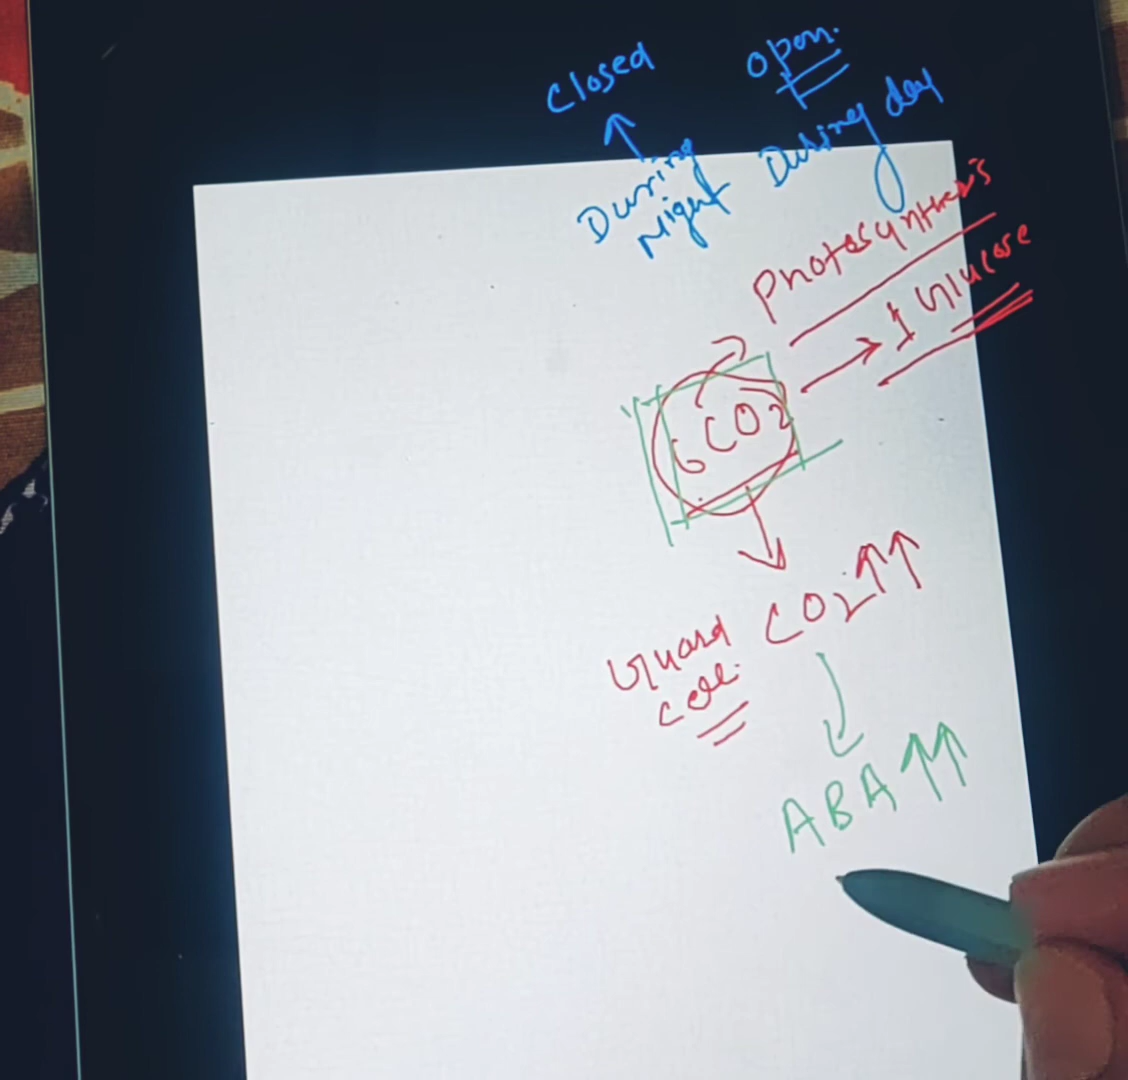 Closed
↑
During
Night
open.
During day
Photosynthesis
6CO2 → 1 Glucose
Guard
cell.
CO2↑↑
ABA↑↑